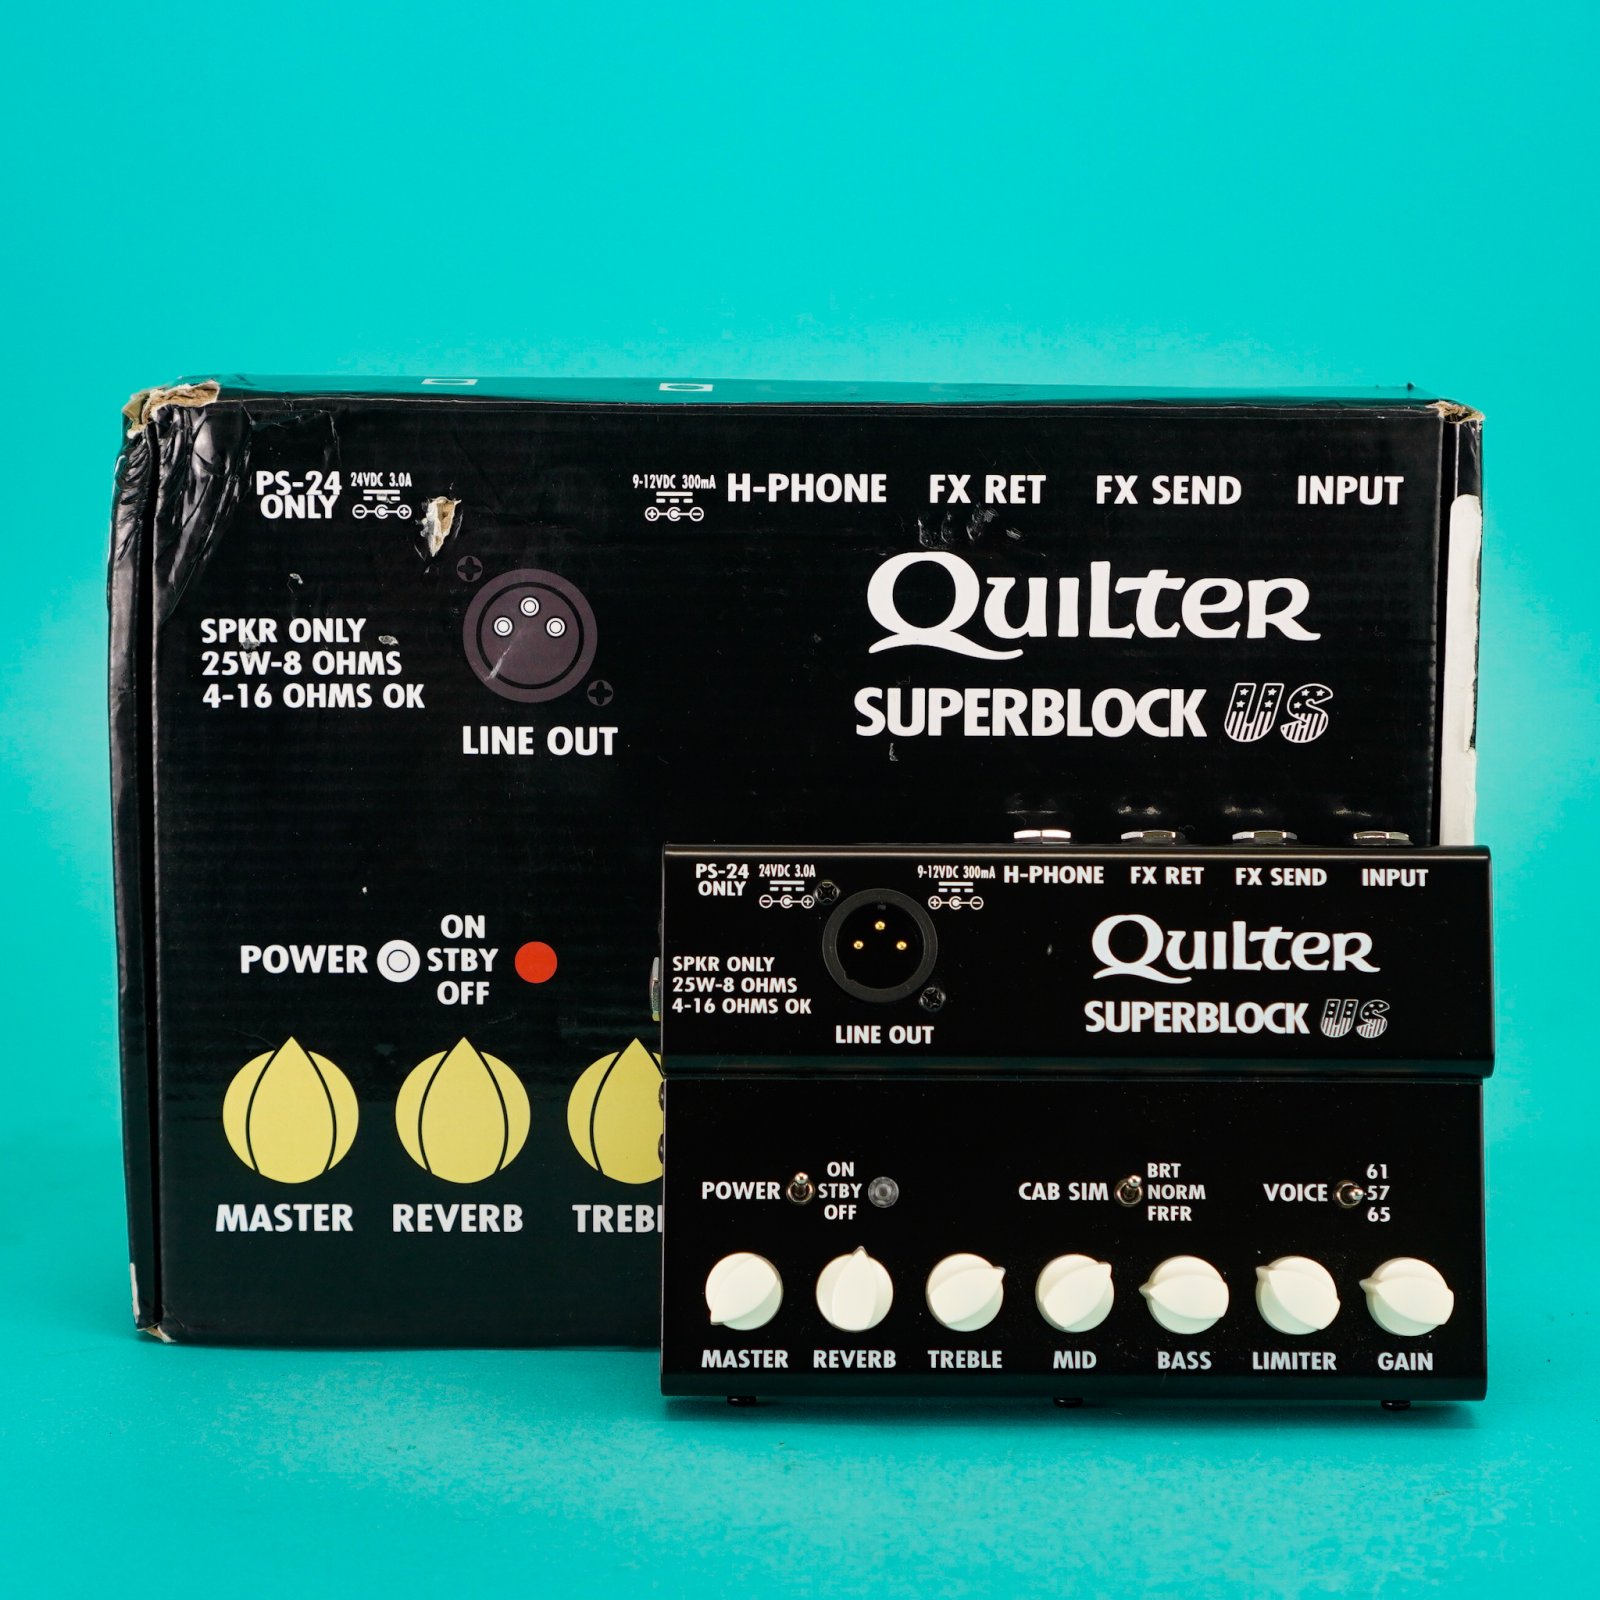 PS-24 24VDC 3.0A
ONLY
9-12VDC 300mA H-PHONE FX RET FX SEND INPUT
QUILTER
SPKR ONLY
25W-8 OHMS
4-16 OHMS OK
SUPERBLOCK US
LINE OUT
POWER ON
STBY
OFF
MASTER REVERB
PS-24 24VDC 3.0A
ONLY
9-12VDC 300mA H-PHONE FX RET FX SEND INPUT
QUILTER
SPKR ONLY
25W-8 OHMS
4-16 OHMS OK
SUPERBLOCK US
LINE OUT
POWER ON
STBY
OFF
CAB SIM BRT
NORM
FRFR
VOICE 61
57
65
MASTER REVERB TREBLE MID BASS LIMITER GAIN